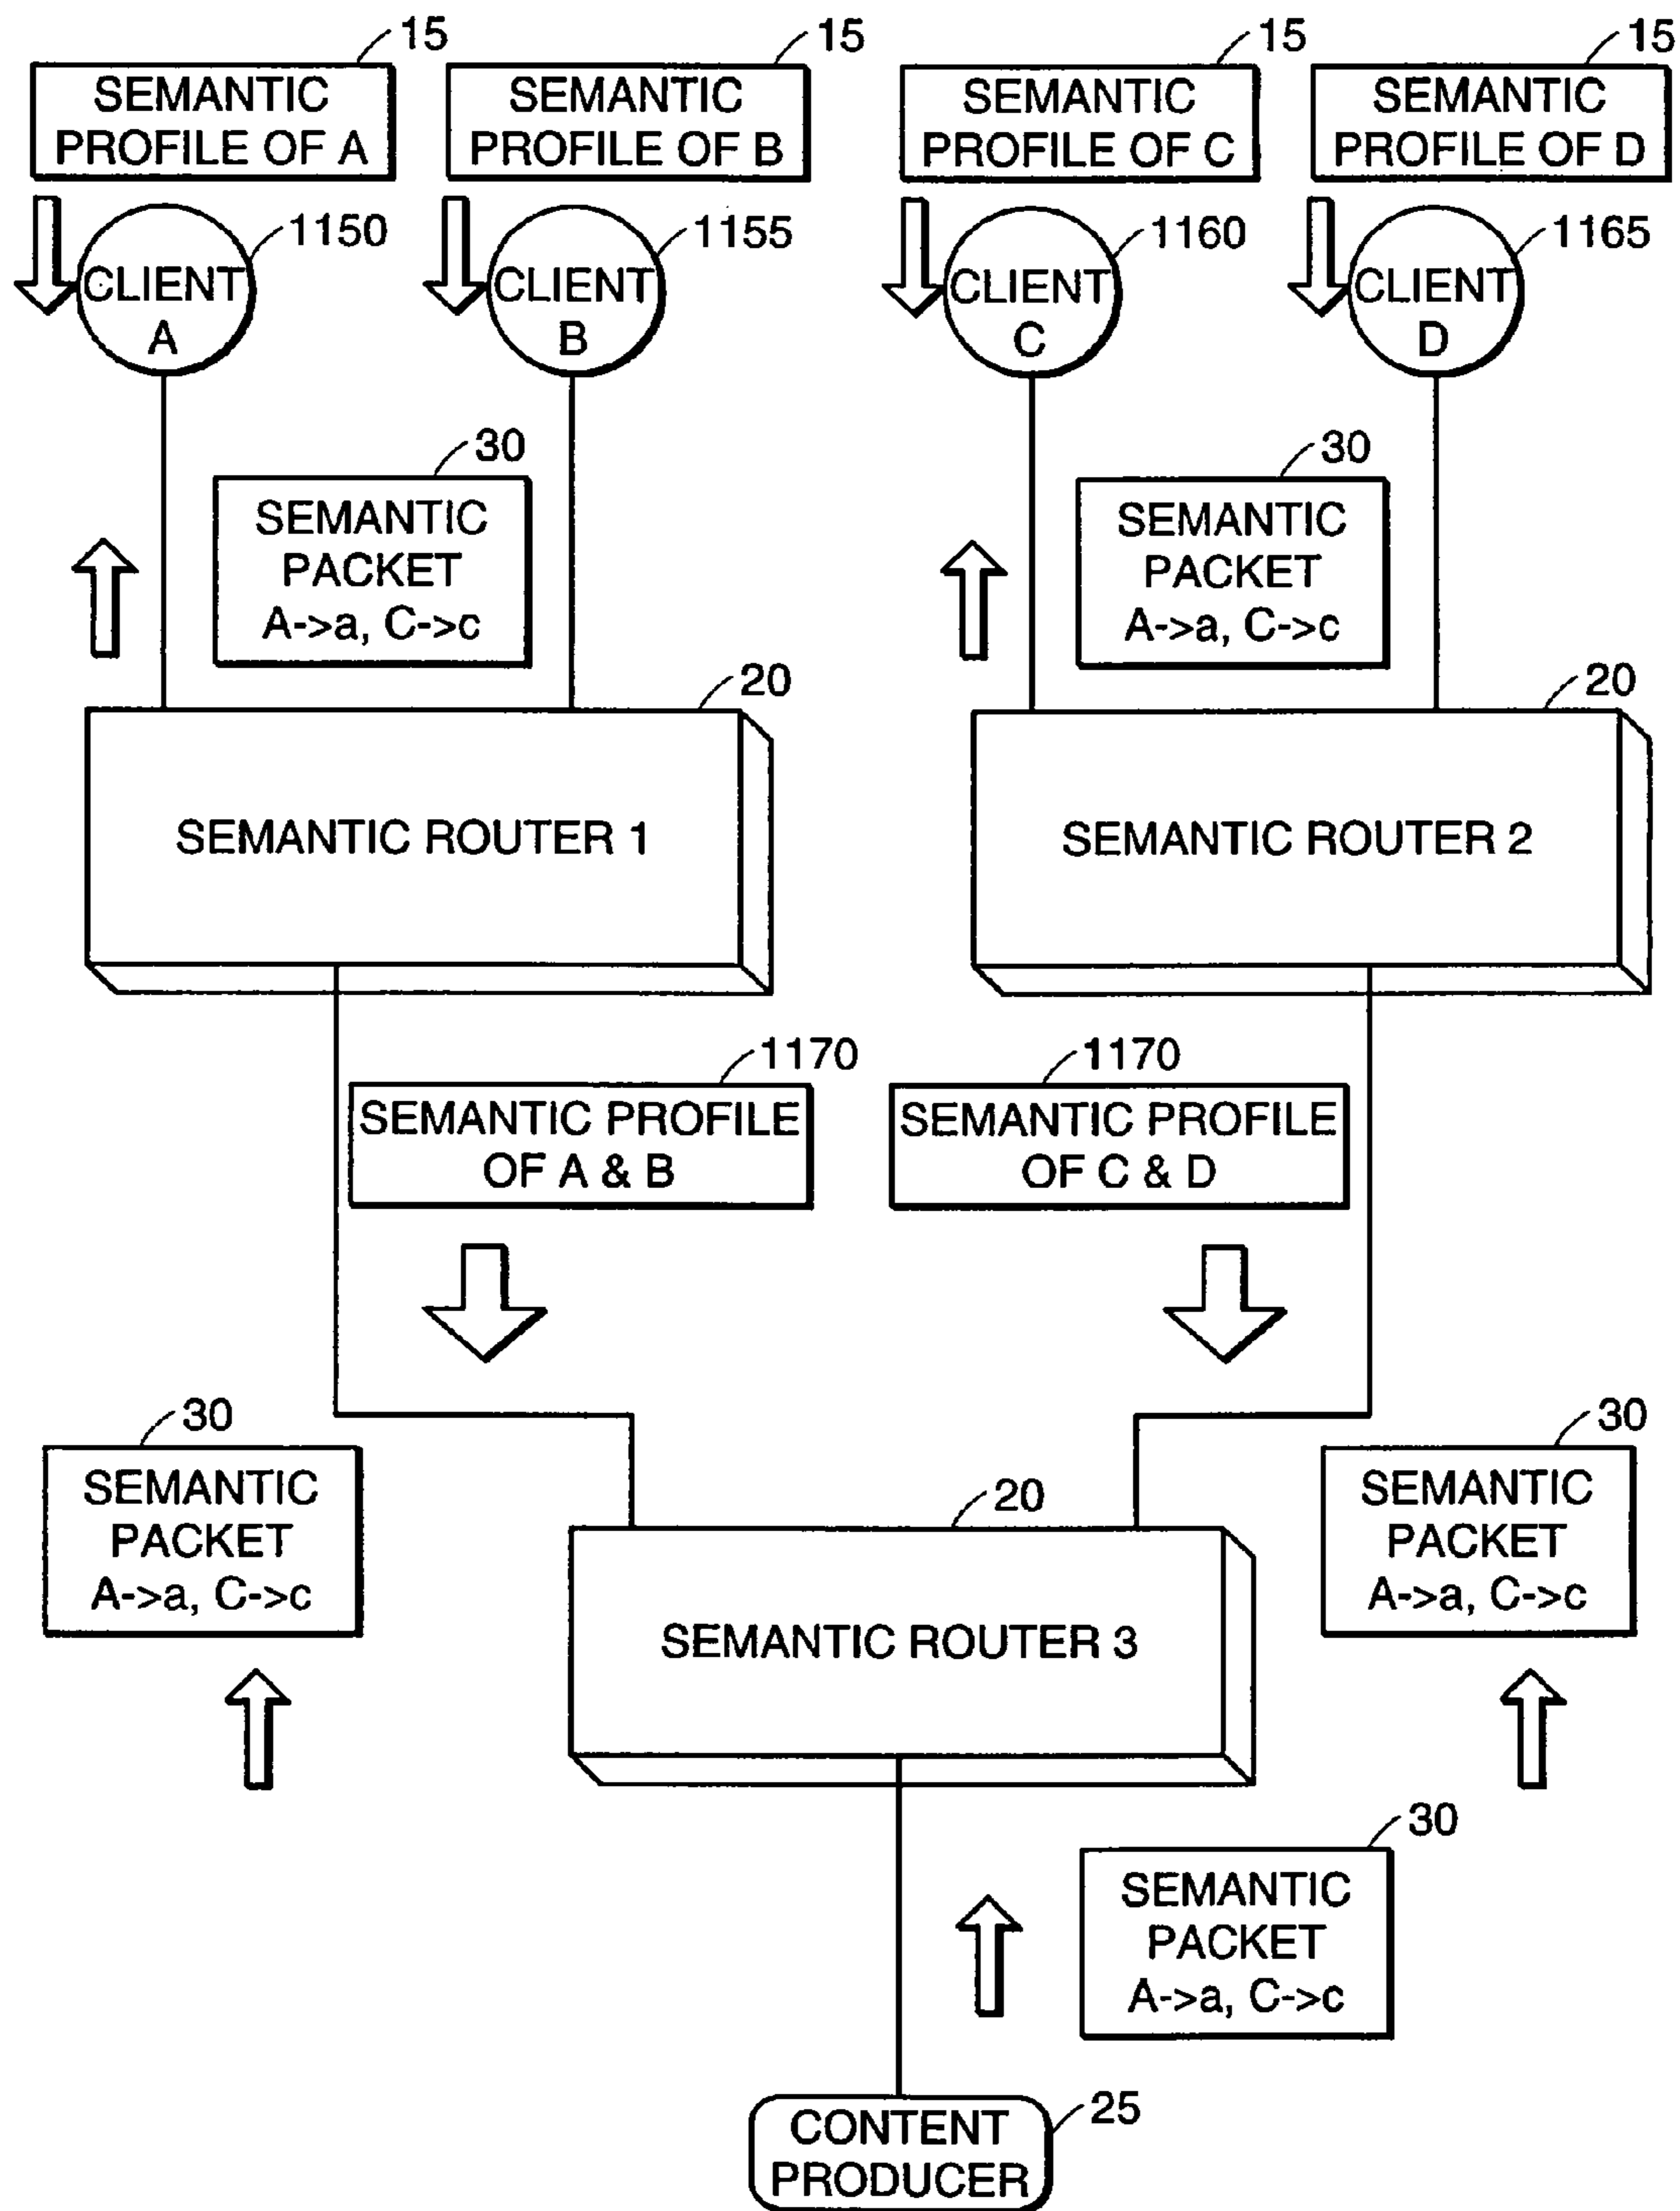 15
15
15
15
SEMANTIC
PROFILE OF A
SEMANTIC
PROFILE OF B
SEMANTIC
PROFILE OF C
SEMANTIC
PROFILE OF D
1150
1155
1160
1165
CLIENT
A
CLIENT
B
CLIENT
C
CLIENT
D
30
SEMANTIC
PACKET
A->a, C->c
30
SEMANTIC
PACKET
A->a, C->c
20
SEMANTIC ROUTER 1
20
SEMANTIC ROUTER 2
1170
SEMANTIC PROFILE
OF A & B
1170
SEMANTIC PROFILE
OF C & D
30
SEMANTIC
PACKET
A->a, C->c
20
SEMANTIC ROUTER 3
30
SEMANTIC
PACKET
A->a, C->c
30
SEMANTIC
PACKET
A->a, C->c
25
CONTENT
PRODUCER